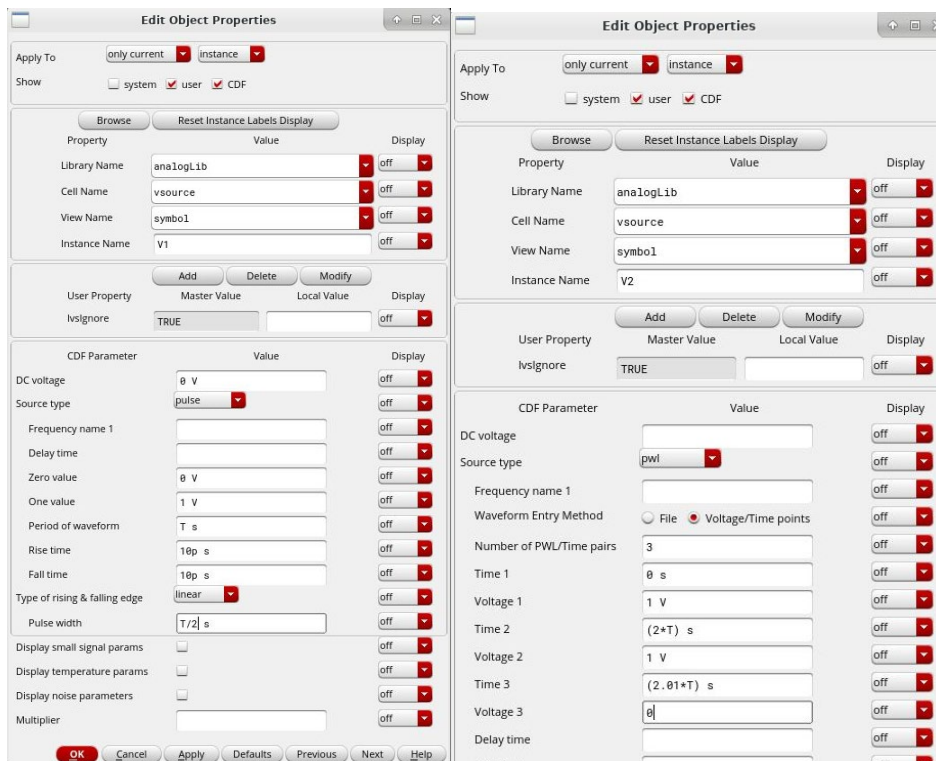 Edit Object Properties
Apply To only current instance
Show system user CDF
Browse Reset Instance Labels Display
Property Value Display
Library Name analogLib off
Cell Name vsource off
View Name symbol off
Instance Name V1 off
Add Delete Modify
User Property Master Value Local Value Display
lvsIgnore TRUE off
CDF Parameter Value Display
DC voltage 0 V off
Source type pulse off
Frequency name 1 off
Delay time off
Zero value 0 V off
One value 1 V off
Period of waveform T s off
Rise time 10p s off
Fall time 10p s off
Type of rising & falling edge linear off
Pulse width T/2 s off
Display small signal params off
Display temperature params off
Display noise parameters off
Multiplier off
OK Cancel Apply Defaults Previous Next Help
Edit Object Properties
Apply To only current instance
Show system user CDF
Browse Reset Instance Labels Display
Property Value Display
Library Name analogLib off
Cell Name vsource off
View Name symbol off
Instance Name V2 off
Add Delete Modify
User Property Master Value Local Value Display
lvsIgnore TRUE off
CDF Parameter Value Display
DC voltage off
Source type pwl off
Frequency name 1 off
Waveform Entry Method File Voltage/Time points off
Number of PWL/Time pairs 3 off
Time 1 0 s off
Voltage 1 1 V off
Time 2 (2*T) s off
Voltage 2 1 V off
Time 3 (2.01*T) s off
Voltage 3 0 off
Delay time off